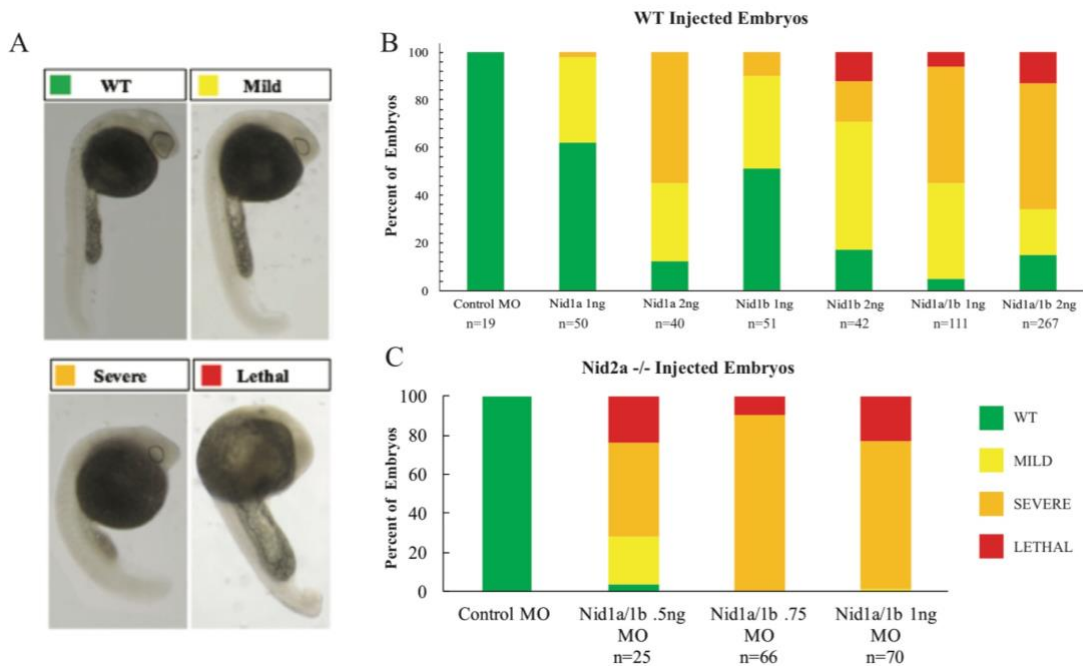 A
WT
Mild
Severe
Lethal
WT Injected Embryos
B
Percent of Embryos
100
80
60
40
20
0
Control MO Nid1a 1ng Nid1a 2ng Nid1b 1ng Nid1b 2ng Nid1a/1b 1ng Nid1a/1b 2ng
n=19 n=50 n=40 n=51 n=42 n=111 n=267
C
Nid2a -/- Injected Embryos
Percent of Embryos
100
80
60
40
20
0
Control MO Nid1a/1b .5ng Nid1a/1b .75 Nid1a/1b 1ng
MO MO MO
n=25 n=66 n=70
WT
MILD
SEVERE
LETHAL